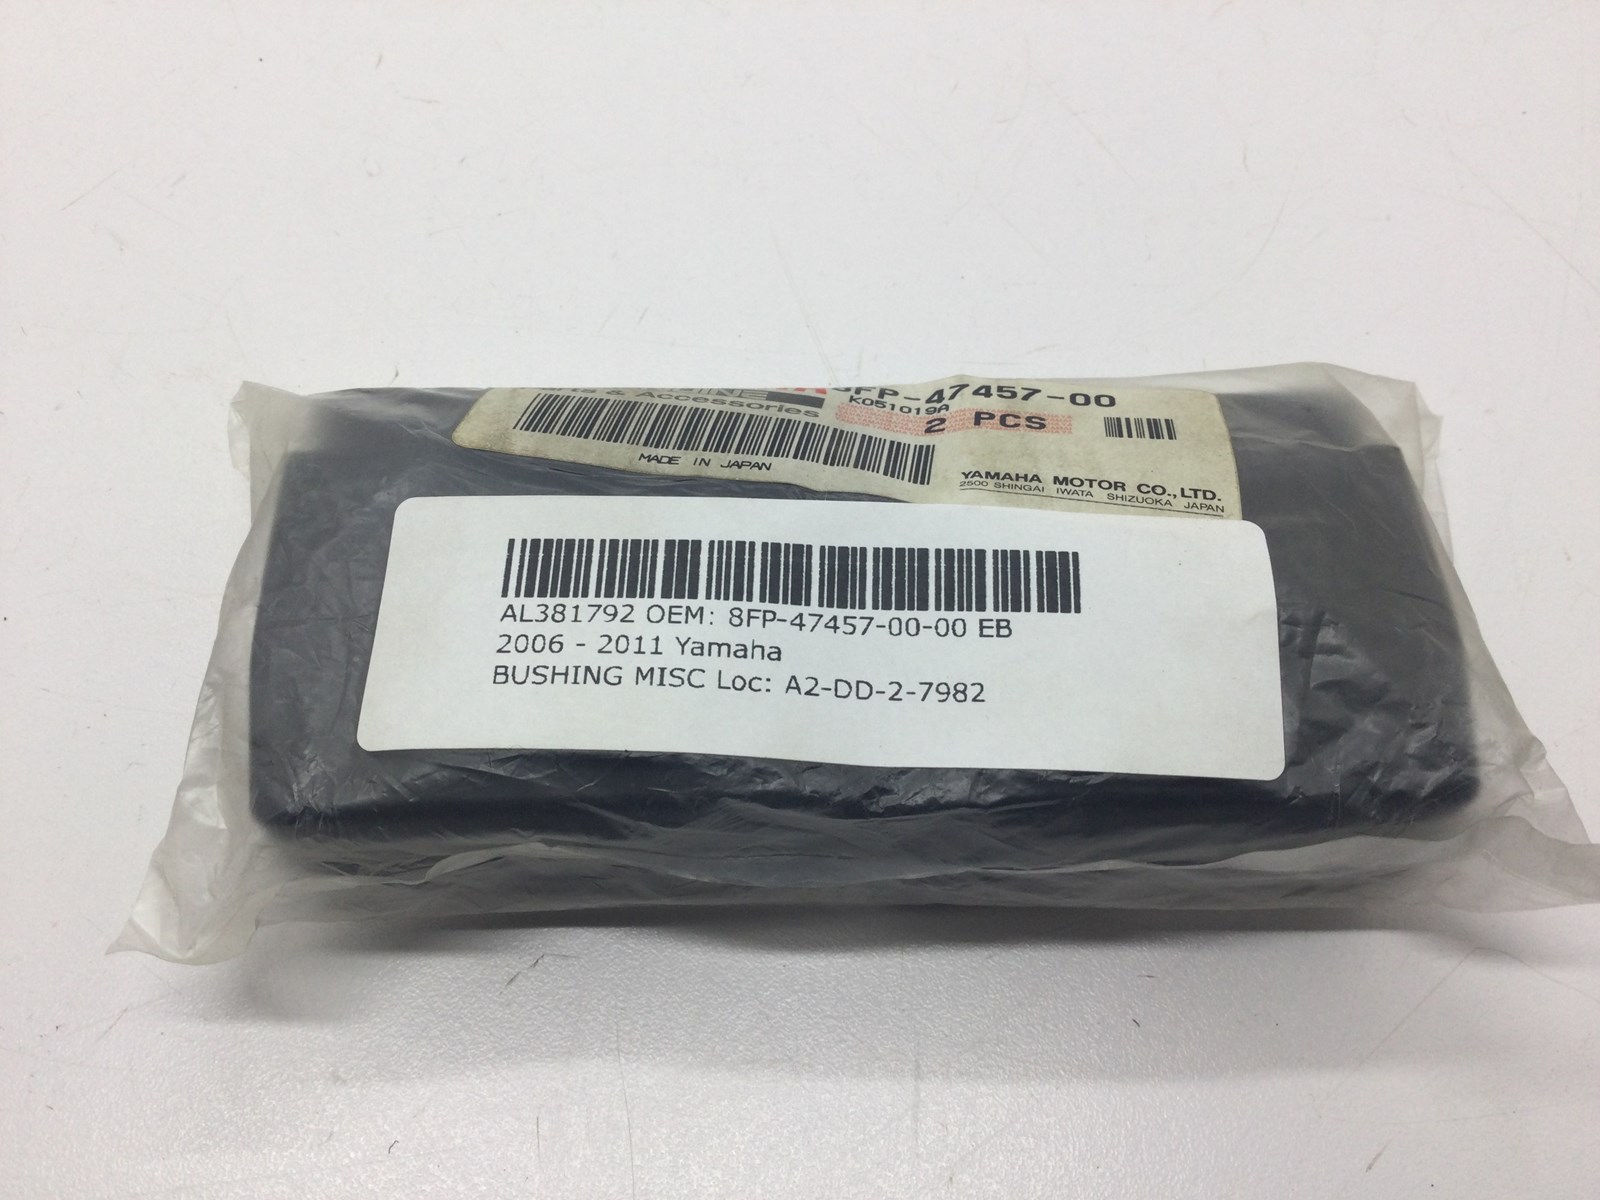 8FP-47457-00
K051019A
& Accessories
2 PCS
MADE IN JAPAN
YAMAHA MOTOR CO.,LTD.
2500 SHINGAI IWATA SHIZUOKA JAPAN
AL381792 OEM: 8FP-47457-00-00 EB
2006 - 2011 Yamaha
BUSHING MISC Loc: A2-DD-2-7982